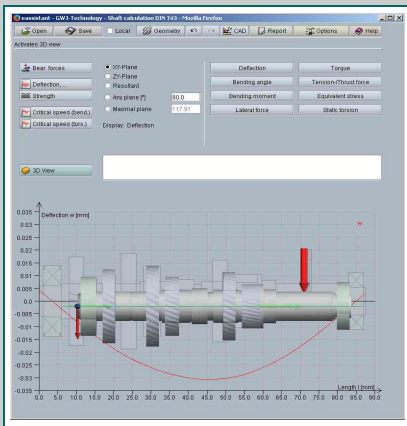 eassistant - GW3-Technology - Shaft calculation DIN 743 - Mozilla Firefox
Open Save Local Geometry CAD Report Options Help
Activates 3D view
Bear. forces
Deflection,...
Strength
Critical speed (bend.)
Critical speed (tors.)
XY-Plane
ZY-Plane
Resultant
Any plane [°] 90.0
Maximal plane 117.91
Display: Deflection
Deflection Torque
Bending angle Tension-/Thrust force
Bending moment Equivalent stress
Lateral force Static torsion
3D View
Deflection w [mm]
w
0.035
0.03
0.025
0.02
0.015
0.01
0.005
0.0
-0.005
-0.01
-0.015
-0.02
-0.025
-0.03
-0.035
Length l [mm]
0.0 5.0 10.0 15.0 20.0 25.0 30.0 35.0 40.0 45.0 50.0 55.0 60.0 65.0 70.0 75.0 80.0 85.0 90.0